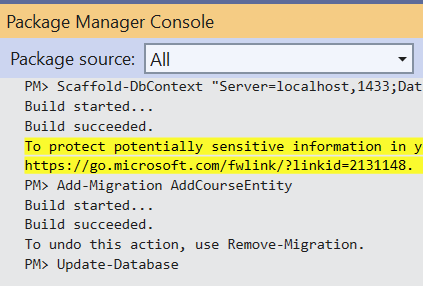 Package Manager Console
Package source: All
PM> Scaffold-DbContext "Server=localhost,1433;Dat
Build started...
Build succeeded.
To protect potentially sensitive information in y
https://go.microsoft.com/fwlink/?linkid=2131148.
PM> Add-Migration AddCourseEntity
Build started...
Build succeeded.
To undo this action, use Remove-Migration.
PM> Update-Database